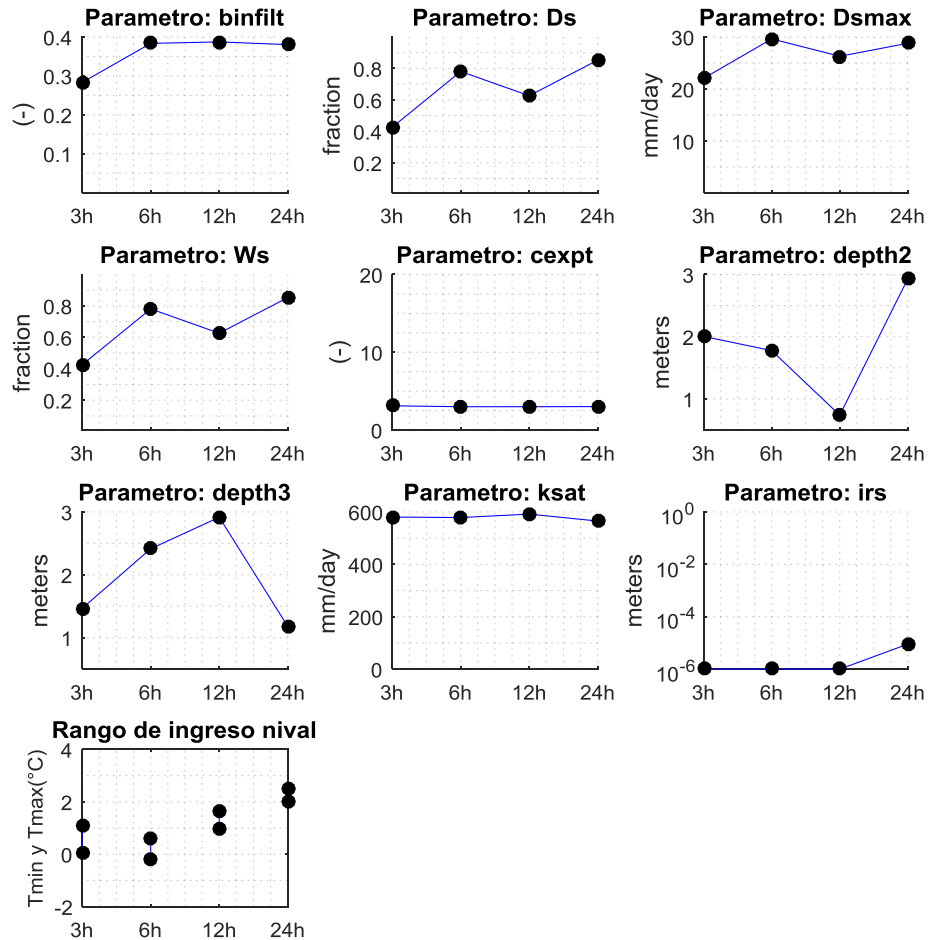 Parametro: binfilt
(-)
0.4
0.3
0.2
0.1
3h 6h 12h 24h
Parametro: Ds
fraction
0.8
0.6
0.4
0.2
3h 6h 12h 24h
Parametro: Dsmax
mm/day
30
20
10
3h 6h 12h 24h
Parametro: Ws
fraction
0.8
0.6
0.4
0.2
3h 6h 12h 24h
Parametro: cexpt
(-)
20
10
0
3h 6h 12h 24h
Parametro: depth2
meters
3
2
1
3h 6h 12h 24h
Parametro: depth3
meters
3
2
1
3h 6h 12h 24h
Parametro: ksat
mm/day
600
400
200
0
3h 6h 12h 24h
Parametro: irs
meters
10⁰
10⁻²
10⁻⁴
10⁻⁶
3h 6h 12h 24h
Rango de ingreso nival
Tmin y Tmax(°C)
4
2
0
-2
3h 6h 12h 24h